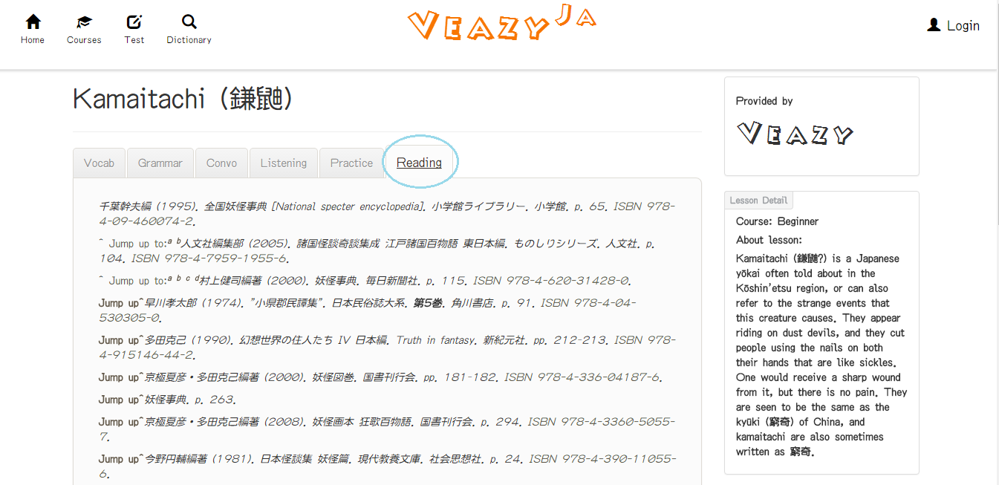 Home
Courses
Test
Dictionary
VEAZY JA
Login
Kamaitachi (鎌鼬)
Vocab
Grammar
Convo
Listening
Practice
Reading
千葉幹夫編 (1995). 全国妖怪事典 [National specter encyclopedia]. 小学館ライブラリー. 小学館. p. 65. ISBN 978-
4-09-460074-2.
^ Jump up to:a b人文社編集部 (2005). 諸国怪談奇談集成 江戸諸国百物語 東日本編. ものしりシリーズ. 人文社. p.
104. ISBN 978-4-7959-1955-6.
^ Jump up to:a b c d村上健司編著 (2000). 妖怪事典. 毎日新聞社. p. 115. ISBN 978-4-620-31428-0.
Jump up^早川孝太郎 (1974). "小県郡民譚集". 日本民俗誌大系. 第5巻. 角川書店. p. 91. ISBN 978-4-04-
530305-0.
Jump up^多田克己 (1990). 幻想世界の住人たち IV 日本編. Truth in fantasy. 新紀元社. pp. 212-213. ISBN 978-
4-915146-44-2.
Jump up^京極夏彦・多田克己編著 (2000). 妖怪図巻. 国書刊行会. pp. 181-182. ISBN 978-4-336-04187-6.
Jump up^妖怪事典. p. 263.
Jump up^京極夏彦・多田克己編著 (2008). 妖怪画本 狂歌百物語. 国書刊行会. p. 294. ISBN 978-4-3360-5055-
7.
Jump up^今野円輔編著 (1981). 日本怪談集 妖怪篇. 現代教養文庫. 社会思想社. p. 24. ISBN 978-4-390-11055-
6.
Provided by
VEAZY
Lesson Detail
Course: Beginner
About lesson:
Kamaitachi (鎌鼬?) is a Japanese
yōkai often told about in the
Kōshin'etsu region, or can also
refer to the strange events that
this creature causes. They appear
riding on dust devils, and they cut
people using the nails on both
their hands that are like sickles.
One would receive a sharp wound
from it, but there is no pain. They
are seen to be the same as the
kyūki (窮奇) of China, and
kamaitachi are also sometimes
written as 窮奇.